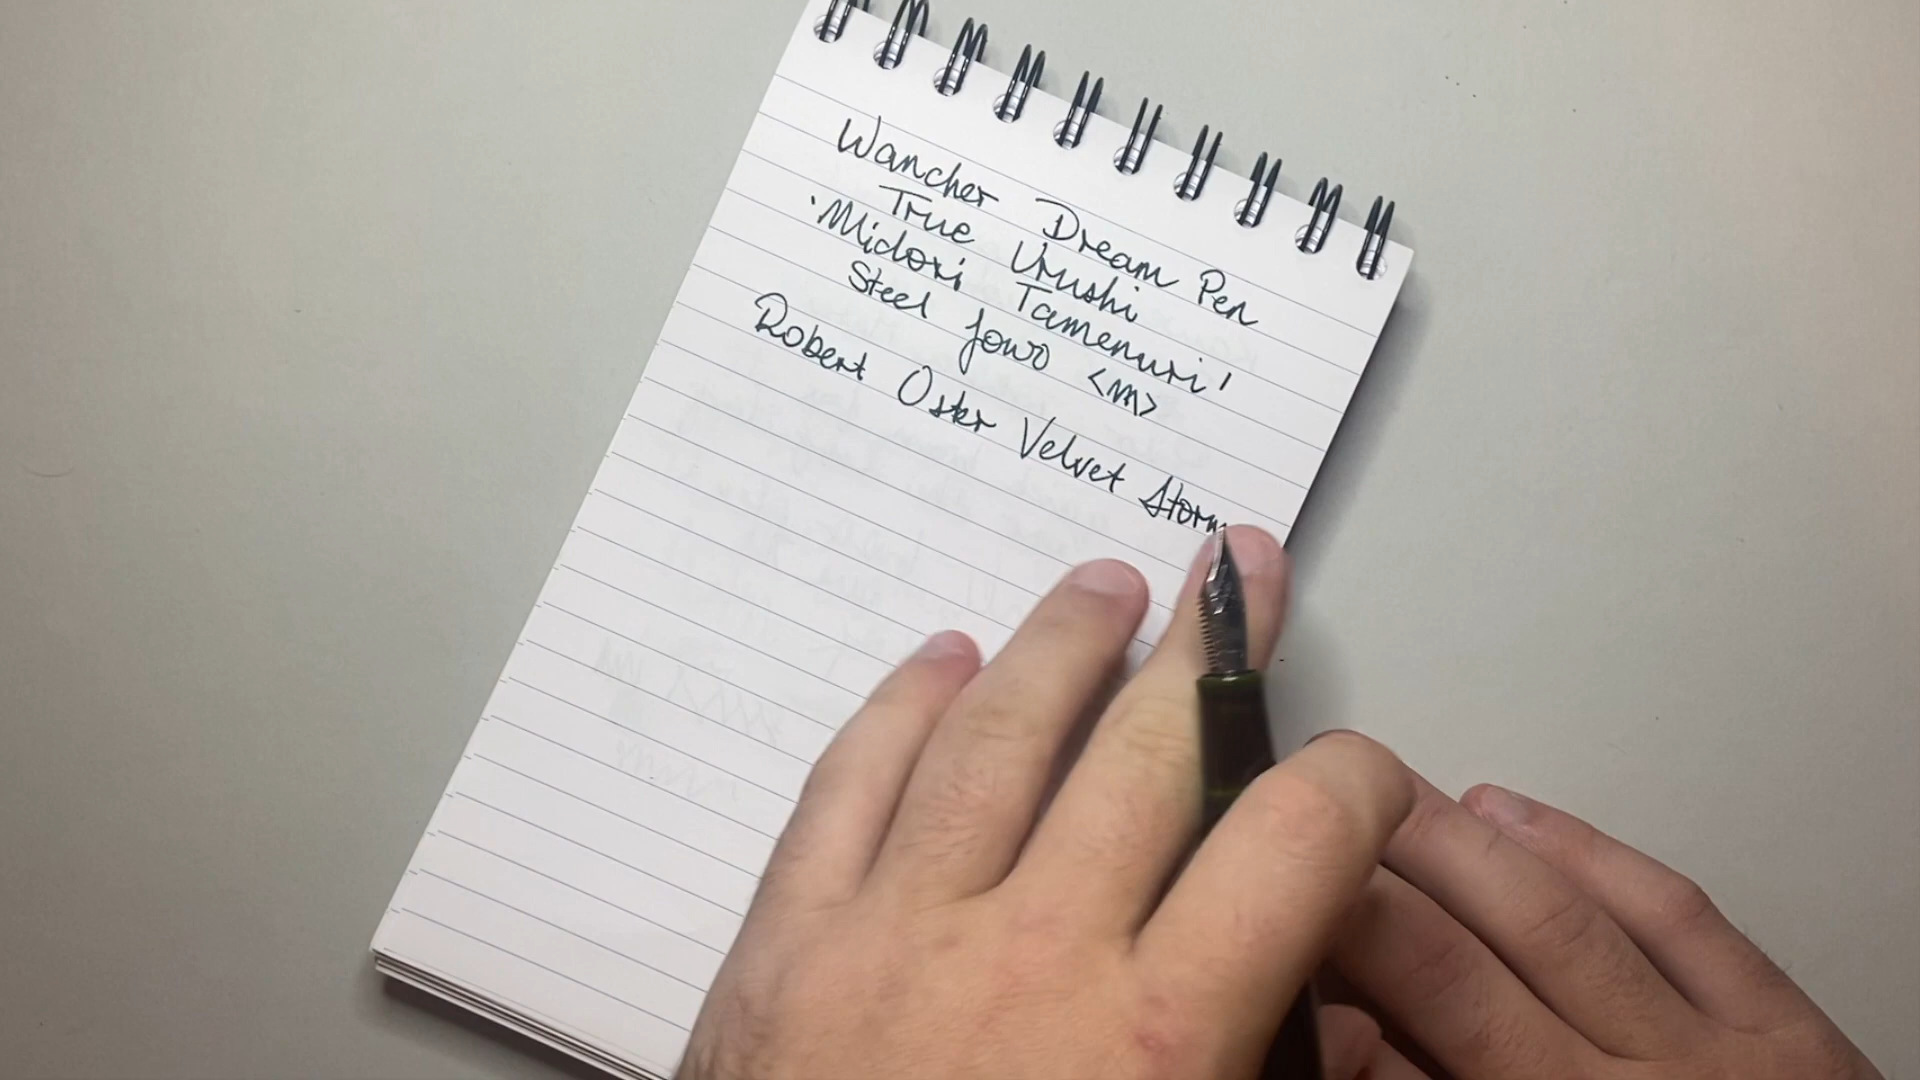 Wancher Dream Pen
True Urushi
'Midori Tamenuri'
Steel Jowo <m>
Robert Oster Velvet Storm